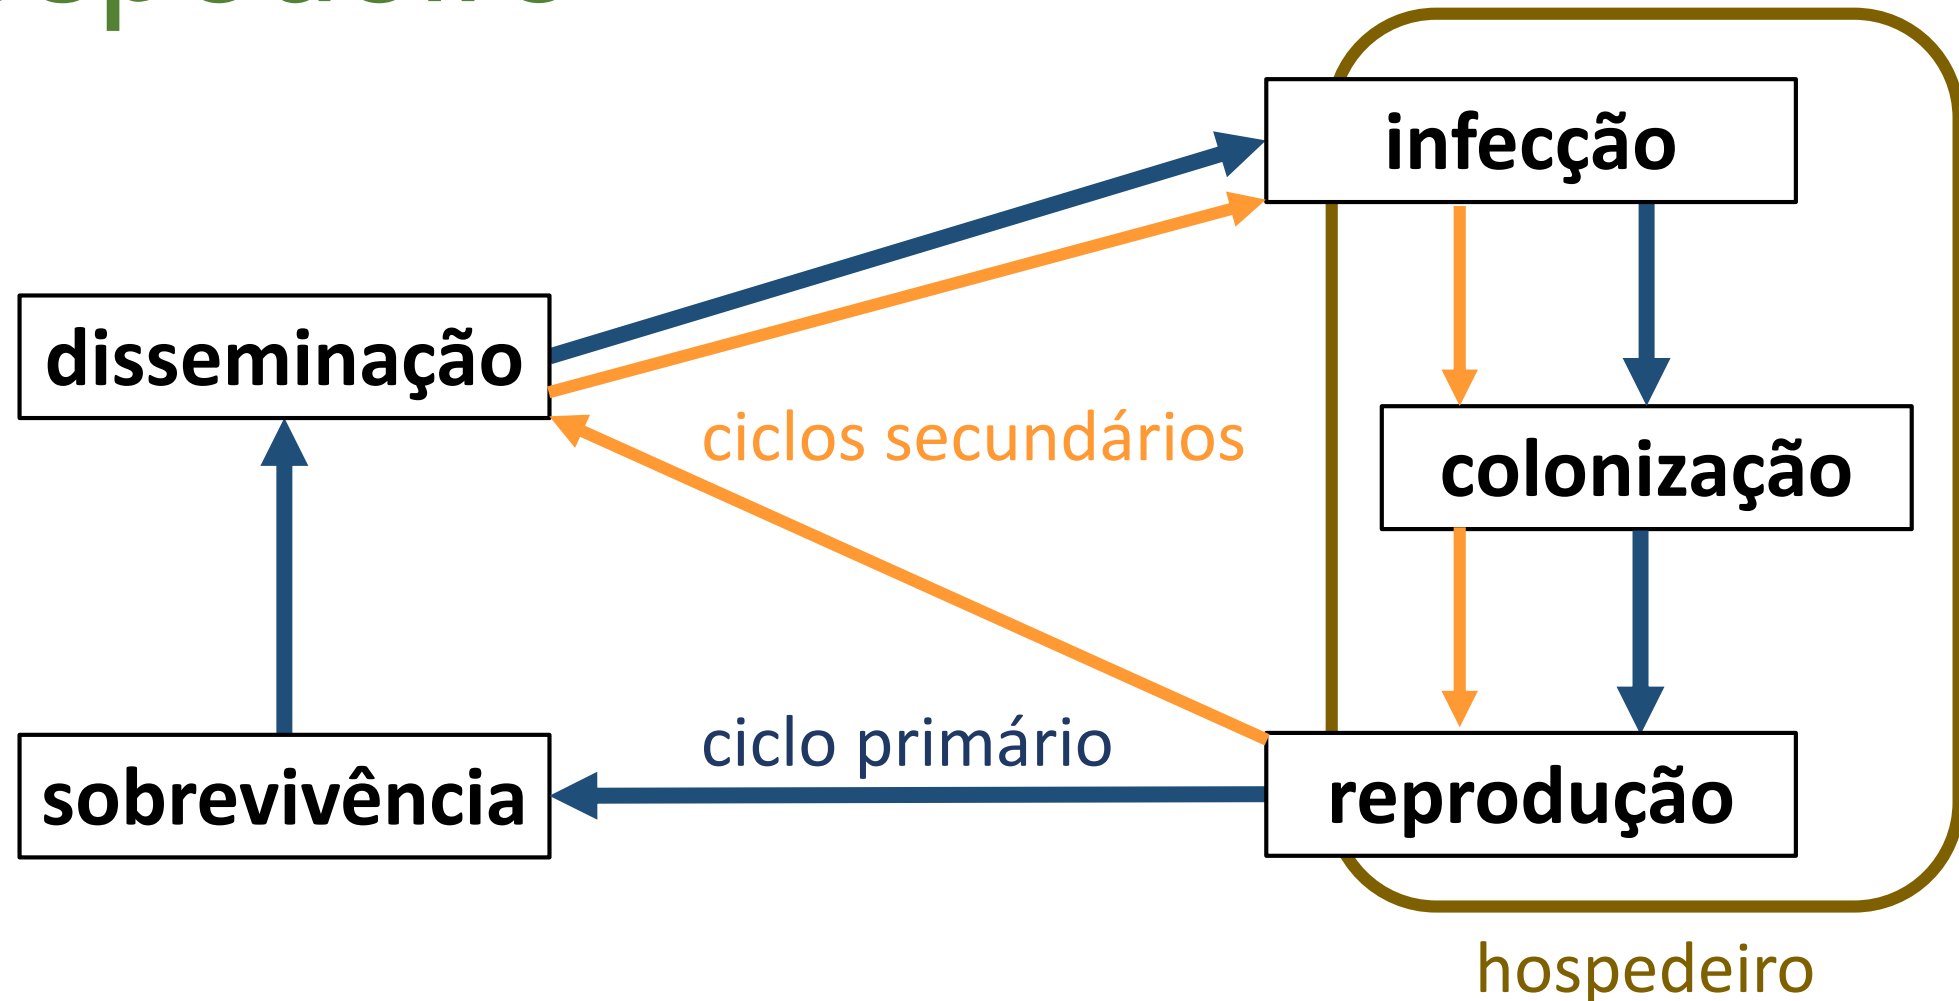 infecção
disseminação
ciclos secundários
colonização
ciclo primário
sobrevivência
reprodução
hospedeiro